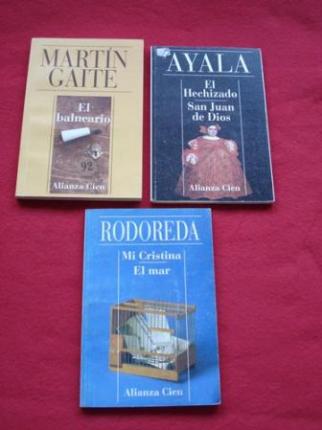 MARTÍN
GAITE
El
balneario
92
Alianza Cien
AYALA
El
Hechizado
San Juan
de Dios
Alianza Cien
RODOREDA
Mi Cristina
El mar
Alianza Cien